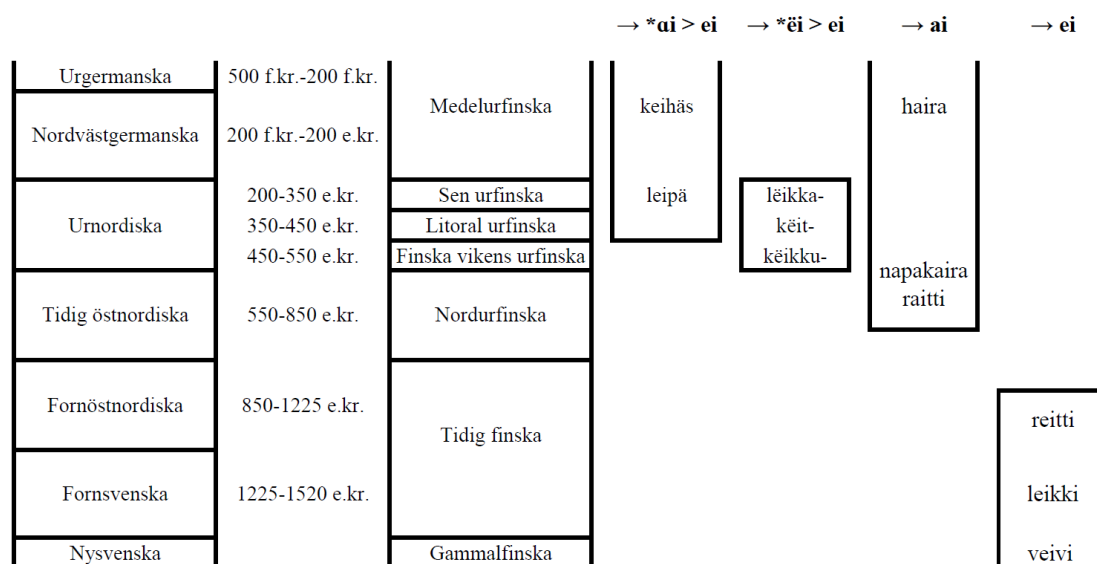 → *ɑi > ei → *ëi > ei → ai → ei
Urgermanska 500 f.kr.-200 f.kr.
Medelurfinska keihäs haira
Nordvästgermanska 200 f.kr.-200 e.kr.
200-350 e.kr. Sen urfinska leipä lëikka-
Urnordiska 350-450 e.kr. Litoral urfinska këit-
450-550 e.kr. Finska vikens urfinska këikku-
napakaira
raitti
Tidig östnordiska 550-850 e.kr. Nordurfinska
Fornöstnordiska 850-1225 e.kr.
reitti
Tidig finska
Fornsvenska 1225-1520 e.kr. leikki
Nysvenska Gammalfinska veivi